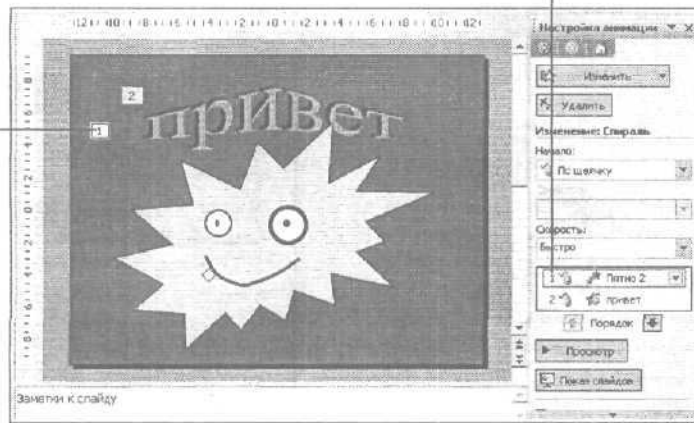 Настройка анимации
2
привет
1
Изменить
Удалить
Изменение: Спираль
Начало:
По щелчку
Скорость:
Быстро
1 Пятно 2
2 привет
Порядок
Просмотр
Показ слайдов
Заметки к слайду